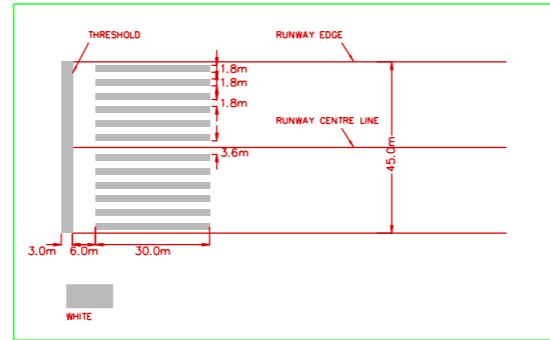 THRESHOLD
RUNWAY EDGE
1.8m
1.8m
1.8m
RUNWAY CENTRE LINE
3.6m
45.0m
3.0m
6.0m
30.0m
WHITE